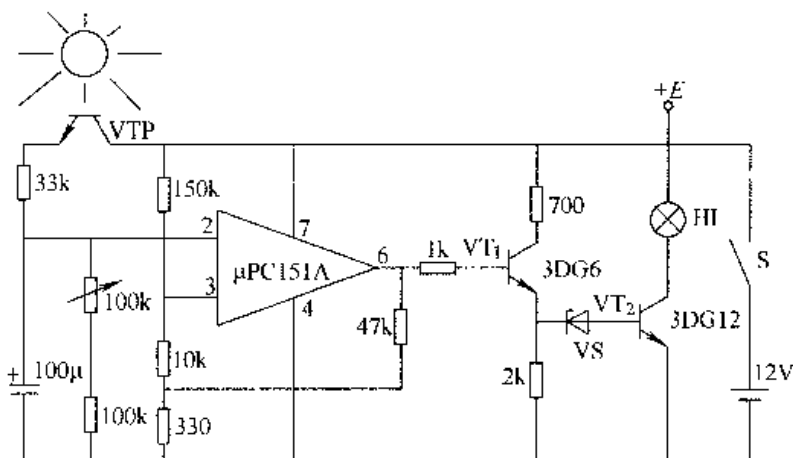 +E
VTP
33k
150k
700
HI
2
7
6
1k
VT1
3DG6
S
μPC151A
100k
3
4
47k
VT2
3DG12
VS
+
100μ
10k
2k
12V
100k
330